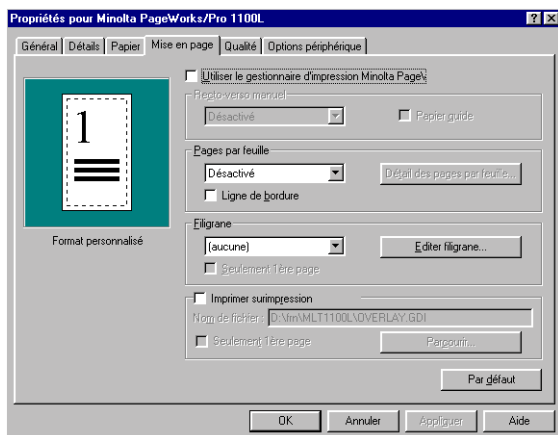 Propriétés pour Minolta PageWorks/Pro 1100L
Général Détails Papier Mise en page Qualité Options périphérique
Utiliser le gestionnaire d'impression Minolta Page\
Recto-verso manuel
Désactivé
Papier guide
1
Pages par feuille
Désactivé
Détail des pages par feuille...
Ligne de bordure
Format personnalisé
Filigrane
(aucune)
Editer filigrane...
Seulement 1ère page
Imprimer surimpression
Nom de fichier : D:\fm\MLT1100L\OVERLAY.GDI
Seulement 1ère page
Parcourir...
Par défaut
OK Annuler Appliquer Aide